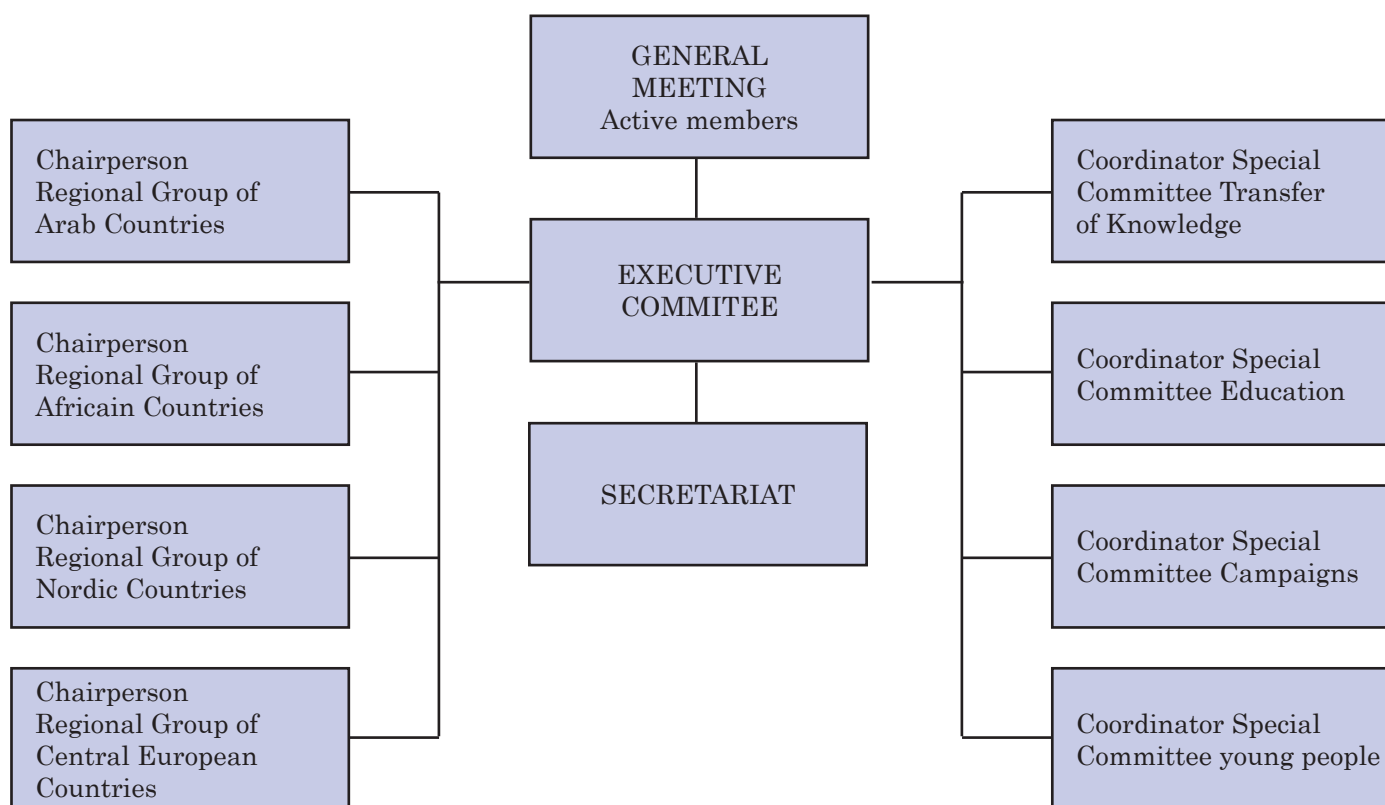 GENERAL
MEETING
Active members
Chairperson
Regional Group of
Arab Countries
Coordinator Special
Committee Transfer
of Knowledge
EXECUTIVE
COMMITEE
Chairperson
Regional Group of
Africain Countries
Coordinator Special
Committee Education
SECRETARIAT
Chairperson
Regional Group of
Nordic Countries
Coordinator Special
Committee Campaigns
Chairperson
Regional Group of
Central European
Countries
Coordinator Special
Committee young people